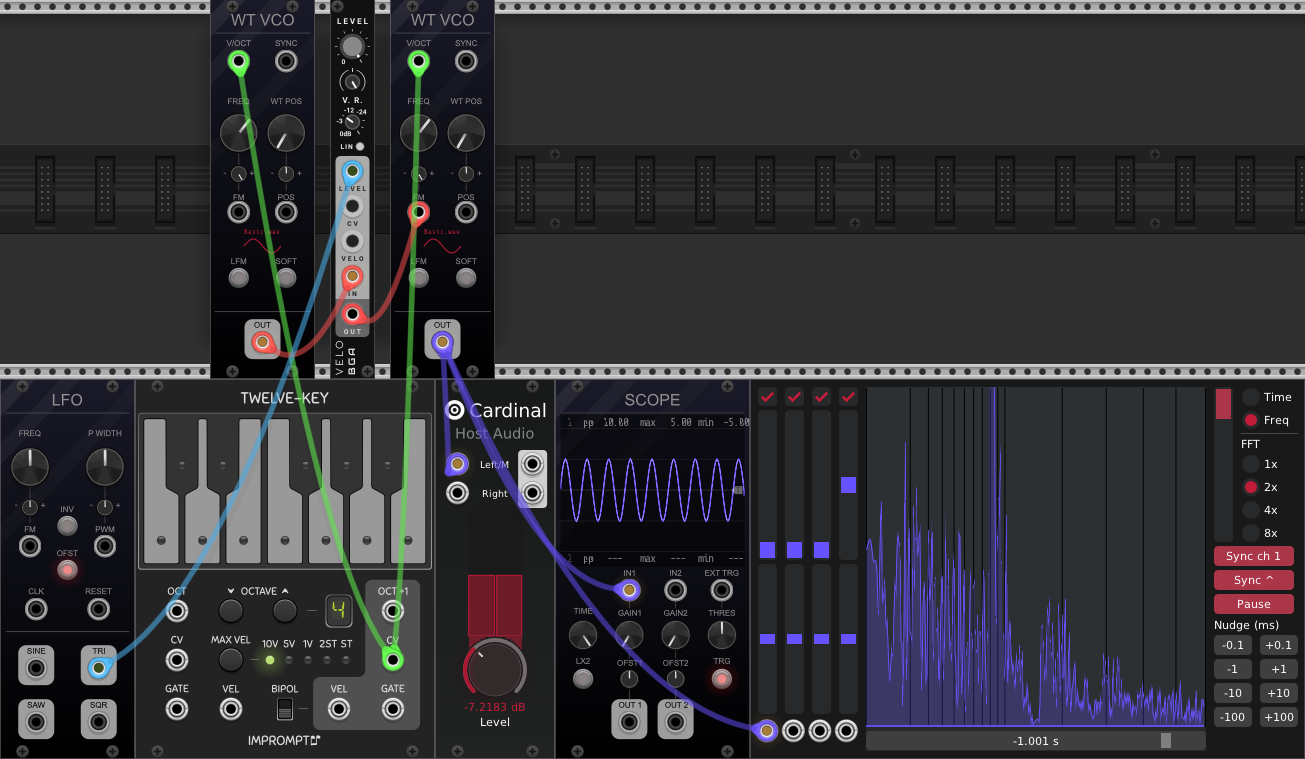 WT VCO
V/OCT SYNC
FREQ WT POS
- + - +
FM POS
Basic.wav
LFM SOFT
OUT
LEVEL
0
V. R.
-12 -24
-3
0dB
LIN
LEVEL
CV
VELO
IN
OUT
VELO
BGA
WT VCO
V/OCT SYNC
FREQ WT POS
- + - +
FM POS
Basic.wav
LFM SOFT
OUT
LFO
FREQ P WIDTH
- + - +
INV
FM PWM
OFST
CLK RESET
SINE TRI
SAW SQR
TWELVE-KEY
OCT OCTAVE 4 OCT +1
CV MAX VEL 10V 5V 1V 2ST ST CV
GATE VEL BIPOL VEL GATE
IMPROMPT
Cardinal
Host Audio
Left/M
Right
-7.2183 dB
Level
SCOPE
1 pp 10.00 max 5.00 min -5.00
1 pp --- max --- min ---
IN1 IN2 EXT TRG
TIME GAIN1 GAIN2 THRES
LX2 OFST1 OFST2 TRG
OUT 1 OUT 2
-1.001 s
Time
Freq
FFT
1x
2x
4x
8x
Sync ch 1
Sync ^
Pause
Nudge (ms)
-0.1 +0.1
-1 +1
-10 +10
-100 +100